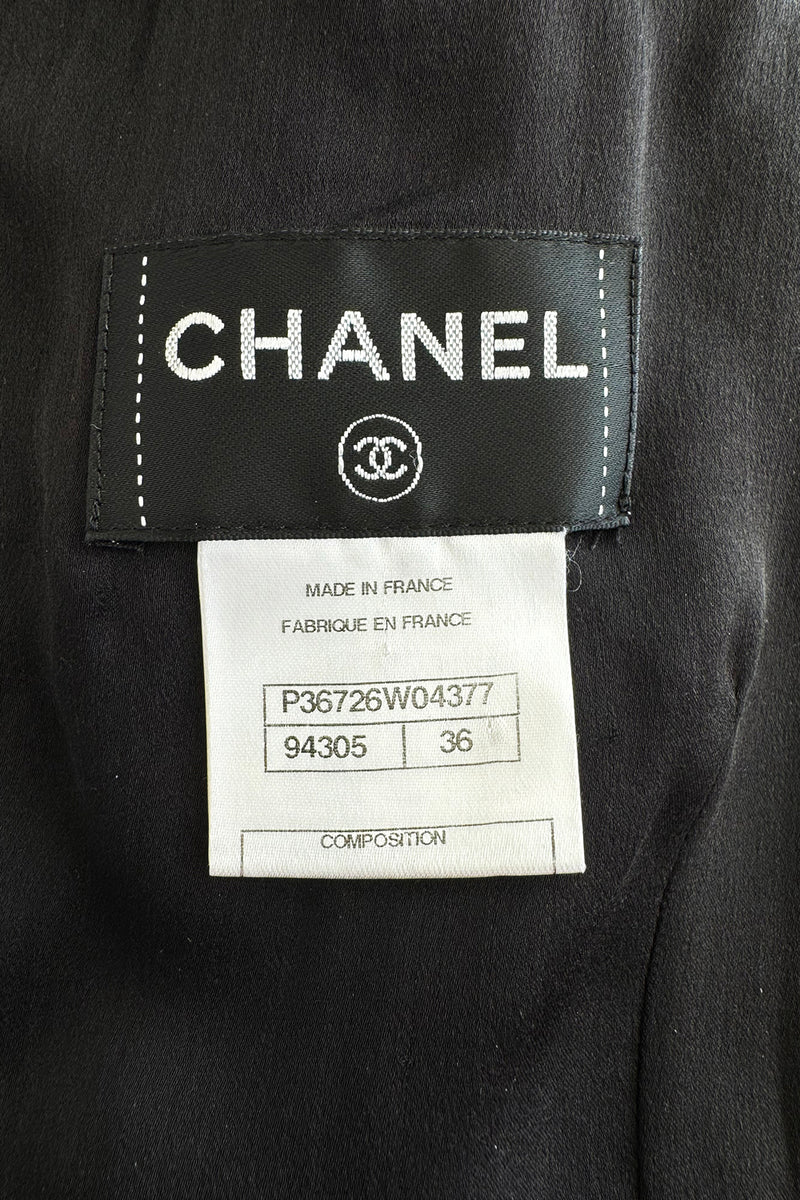 CHANEL
MADE IN FRANCE
FABRIQUE EN FRANCE
P36726W04377
94305 36
COMPOSITION